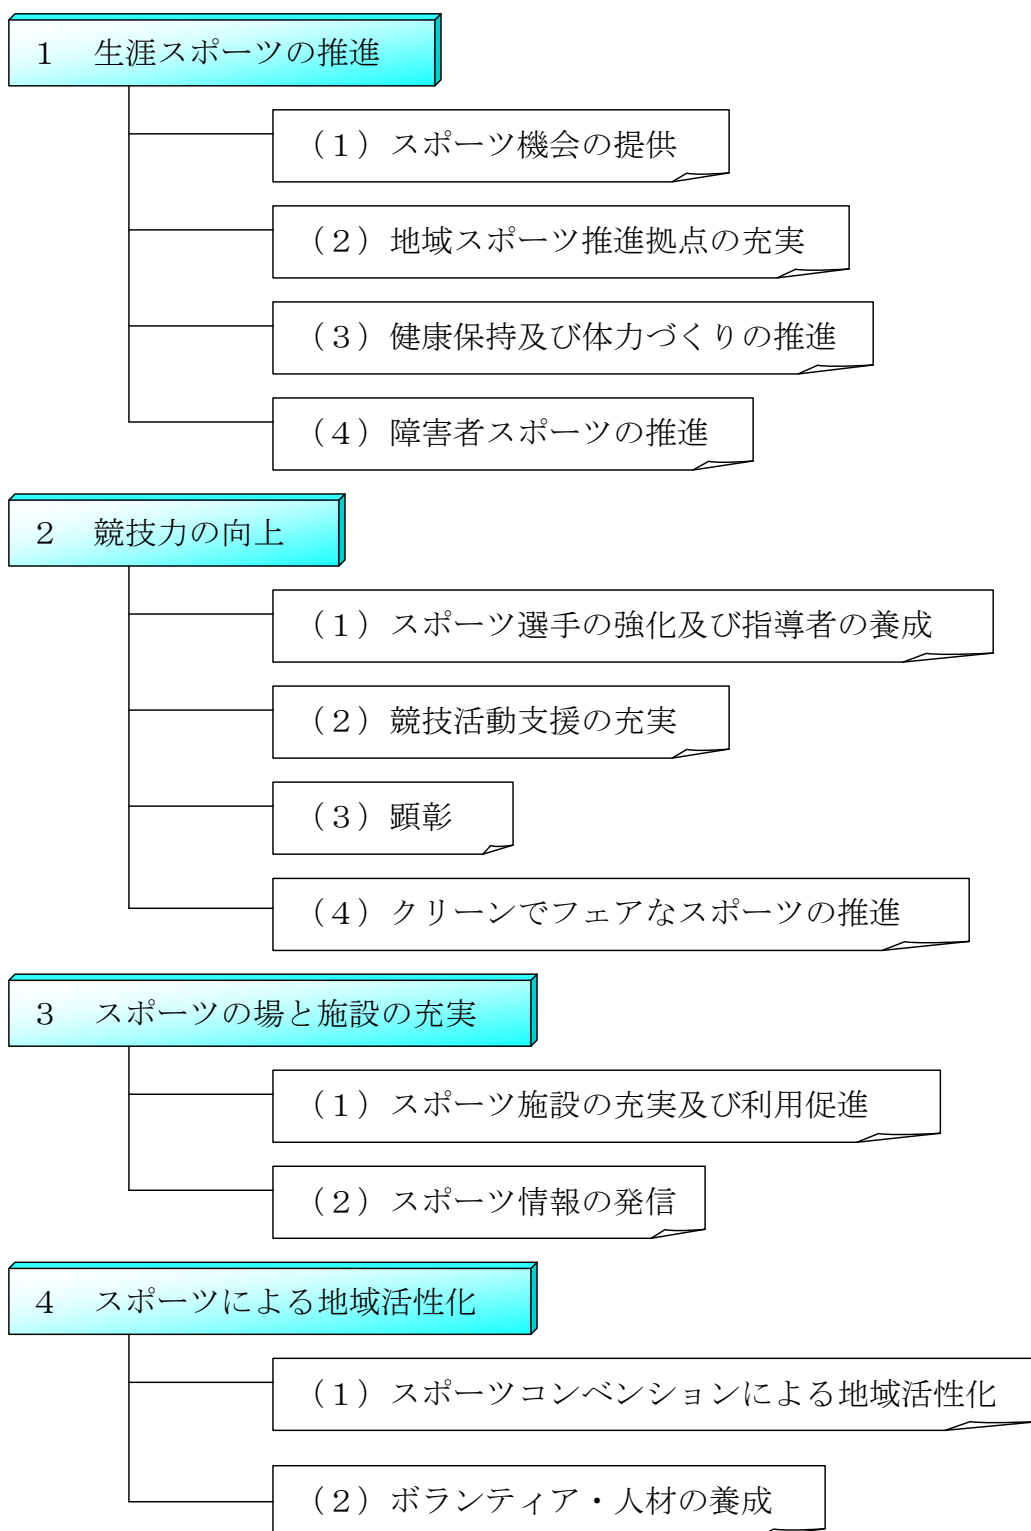 １　生涯スポーツの推進
（１）スポーツ機会の提供
（２）地域スポーツ推進拠点の充実
（３）健康保持及び体力づくりの推進
（４）障害者スポーツの推進
２　競技力の向上
（１）スポーツ選手の強化及び指導者の養成
（２）競技活動支援の充実
（３）顕彰
（４）クリーンでフェアなスポーツの推進
３　スポーツの場と施設の充実
（１）スポーツ施設の充実及び利用促進
（２）スポーツ情報の発信
４　スポーツによる地域活性化
（１）スポーツコンベンションによる地域活性化
（２）ボランティア・人材の養成